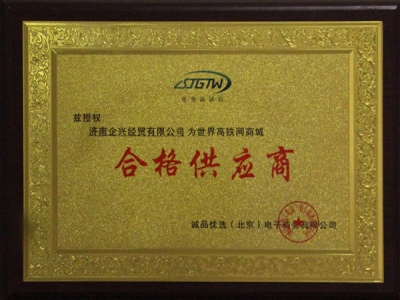 SJGTW
世界高铁网
兹授权
济南企兴经贸有限公司 为世界高铁网商城
合格供应商
诚品优选（北京）电子商务有限公司